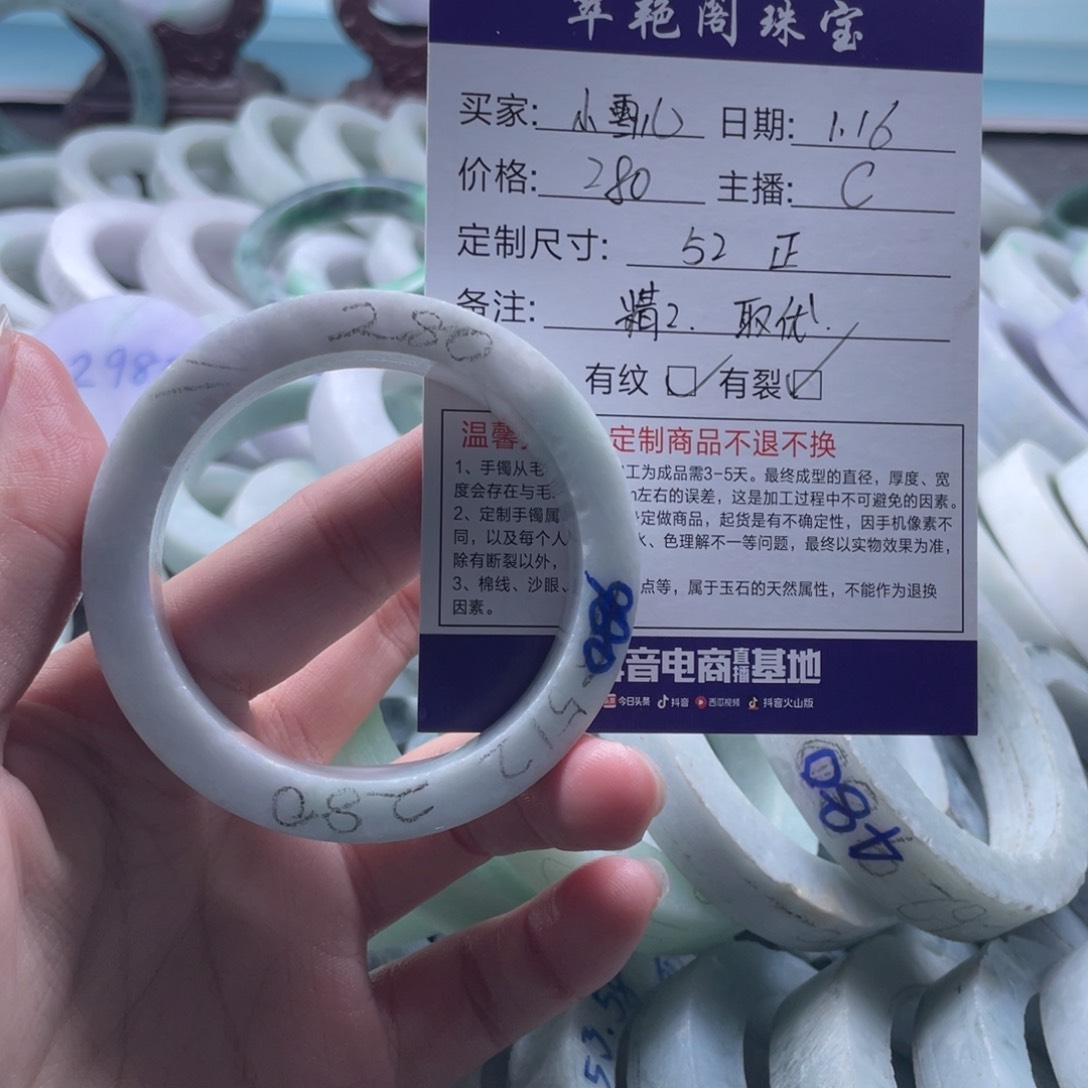 翠艳阁珠宝
买家: 小雪儿 日期: 1.16
价格: 280 主播: C
定制尺寸: 52 正
备注: 精2. 取优.
有纹 有裂
温馨 定制商品不退不换
1、手镯从毛 工为成品需3-5天。最终成型的直径，厚度、宽
度会存在与毛 左右的误差，这是加工过程中不可避免的因素。
2、定制手镯属 定做商品，起货是有不确定性，因手机像素不
同，以及每个人 水、色理解不一等问题，最终以实物效果为准，
除有断裂以外，
3、棉线、沙眼、 点等，属于玉石的天然属性，不能作为退换
因素。
音电商直播基地
今日头条 抖音 西瓜视频 抖音火山版
280
298
980
215
280
480
53.5